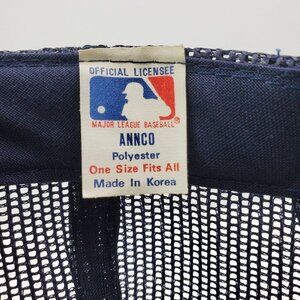 OFFICIAL LICENSEE
MAJOR LEAGUE BASEBALL®
ANNCO
Polyester
One Size Fits All
Made In Korea